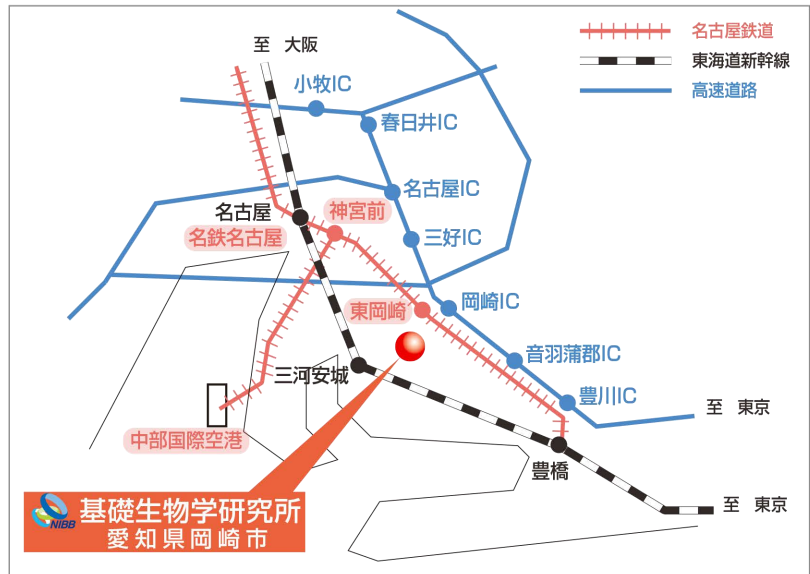 名古屋鉄道
東海道新幹線
高速道路
至 大阪
小牧IC
春日井IC
名古屋IC
名古屋
神宮前
名鉄名古屋
三好IC
東岡崎
岡崎IC
音羽蒲郡IC
三河安城
豊川IC
至 東京
中部国際空港
豊橋
至 東京
NIBB
基礎生物学研究所
愛知県岡崎市